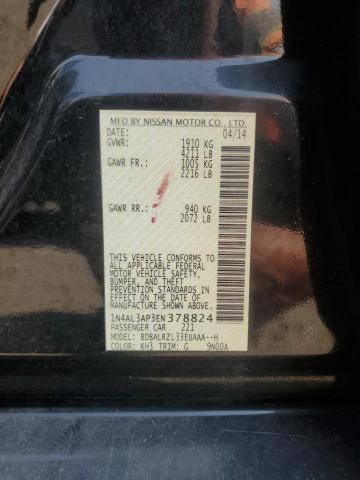 MFD BY NISSAN MOTOR CO., LTD.
DATE: 04/14
GVWR: 1910 KG
4211 LB
GAWR FR.: 1005 KG
2216 LB
GAWR RR.: 940 KG
2072 LB
THIS VEHICLE CONFORMS TO
ALL APPLICABLE FEDERAL
MOTOR VEHICLE SAFETY,
BUMPER, AND THEFT
PREVENTION STANDARDS IN
EFFECT ON THE DATE OF
MANUFACTURE SHOWN ABOVE.
1N4AL3AP3EN378824
PASSENGER CAR 221
MODEL: BDBALRZL33EUAAA--H
COLOR: KH3 TRIM: G 9N00A